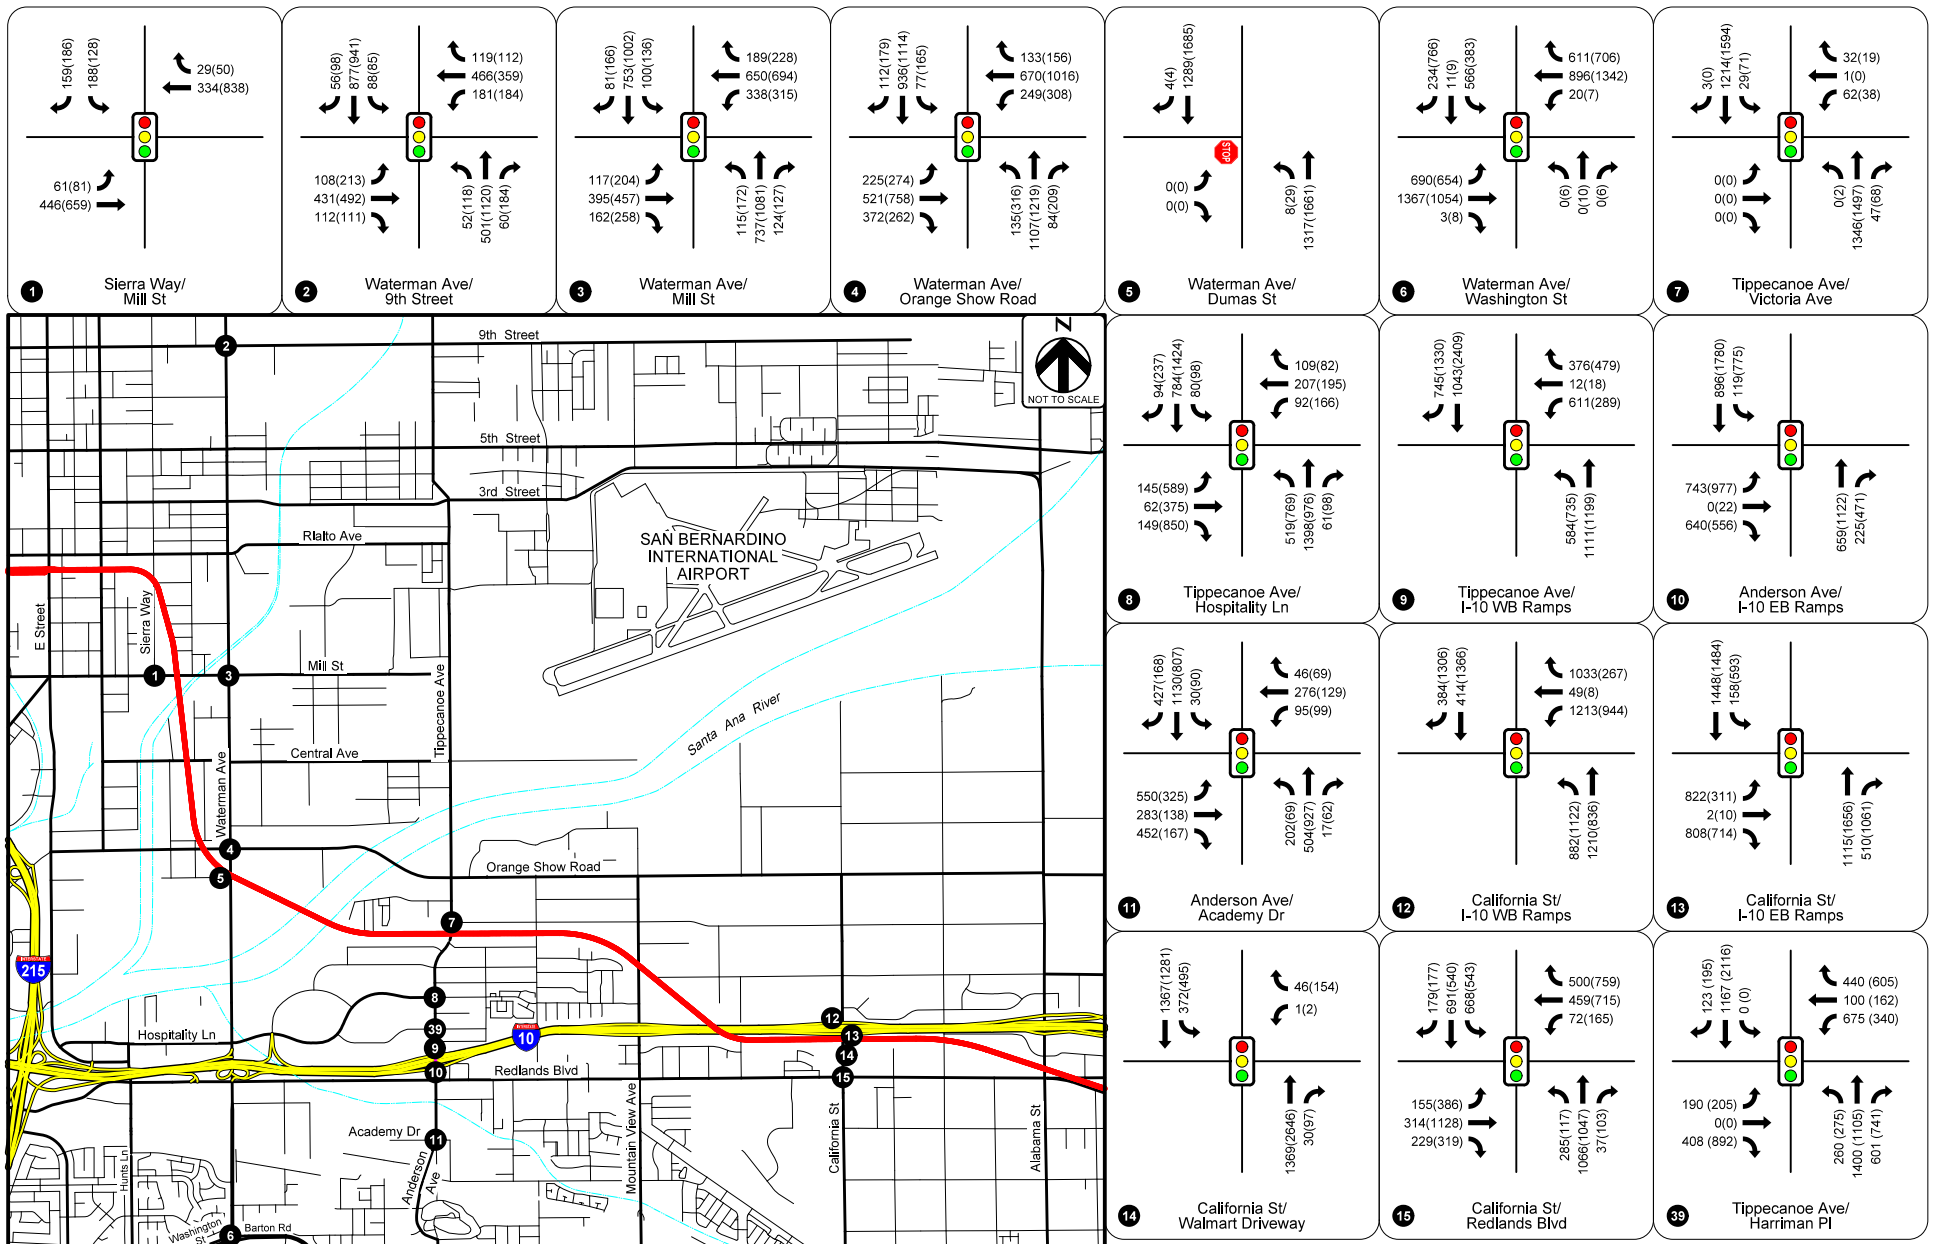 159(186)
188(128)
29(50)
334(838)
61(81)
446(659)
1
Sierra Way/
Mill St
56(98)
877(941)
88(85)
119(112)
466(359)
181(184)
108(213)
431(492)
112(111)
52(118)
501(1120)
60(184)
2
Waterman Ave/
9th Street
81(166)
753(1002)
100(136)
189(228)
650(694)
338(315)
117(204)
395(457)
162(258)
115(172)
737(1081)
124(127)
3
Waterman Ave/
Mill St
112(179)
936(1114)
77(165)
133(156)
670(1016)
249(308)
225(274)
521(758)
372(262)
135(316)
1107(1219)
84(209)
4
Waterman Ave/
Orange Show Road
4(4)
1289(1685)
STOP
0(0)
0(0)
8(29)
1317(1661)
5
Waterman Ave/
Dumas St
234(766)
11(9)
566(383)
611(706)
896(1342)
20(7)
690(654)
1367(1054)
3(8)
0(6)
0(10)
0(6)
6
Waterman Ave/
Washington St
3(0)
1214(1594)
29(71)
32(19)
1(0)
62(38)
0(0)
0(0)
0(0)
0(2)
1346(1497)
47(68)
7
Tippecanoe Ave/
Victoria Ave
94(237)
784(1424)
80(98)
109(82)
207(195)
92(166)
145(589)
62(375)
149(850)
519(769)
1398(976)
61(98)
8
Tippecanoe Ave/
Hospitality Ln
745(1330)
1043(2409)
376(479)
12(18)
611(289)
584(735)
1111(1199)
9
Tippecanoe Ave/
I-10 WB Ramps
896(1780)
119(775)
743(977)
0(22)
640(556)
659(1122)
225(471)
10
Anderson Ave/
I-10 EB Ramps
427(168)
1130(607)
30(90)
46(69)
276(129)
95(99)
550(325)
283(138)
452(167)
202(69)
504(927)
17(62)
11
Anderson Ave/
Academy Dr
384(1306)
414(1366)
1033(267)
49(8)
1213(944)
882(1122)
1210(836)
12
California St/
I-10 WB Ramps
1448(1484)
158(593)
822(311)
2(10)
808(714)
1115(1656)
510(1061)
13
California St/
I-10 EB Ramps
1367(1281)
372(495)
46(154)
1(2)
1369(2646)
30(97)
14
California St/
Walmart Driveway
179(177)
691(540)
668(543)
500(759)
459(715)
72(165)
155(386)
314(1128)
229(319)
285(117)
1066(1047)
37(103)
15
California St/
Redlands Blvd
123 (195)
1167 (2116)
0 (0)
440 (605)
100 (162)
675 (340)
190 (205)
0(0)
408 (892)
260 (275)
1400 (1105)
601 (741)
39
Tippecanoe Ave/
Harriman Pl
N
NOT TO SCALE
9th Street
5th Street
3rd Street
Rialto Ave
SAN BERNARDINO
INTERNATIONAL
AIRPORT
E Street
Sierra Way
Mill St
Tippecanoe Ave
Santa Ana River
Central Ave
Waterman Ave
Orange Show Road
INTERSTATE
215
Hospitality Ln
INTERSTATE
10
Redlands Blvd
Academy Dr
Hunts Ln
Anderson
Ave
Mountain View Ave
California St
Alabama St
Washington
St
Barton Rd
2
1
3
4
5
7
8
39
9
10
11
12
13
14
15
6